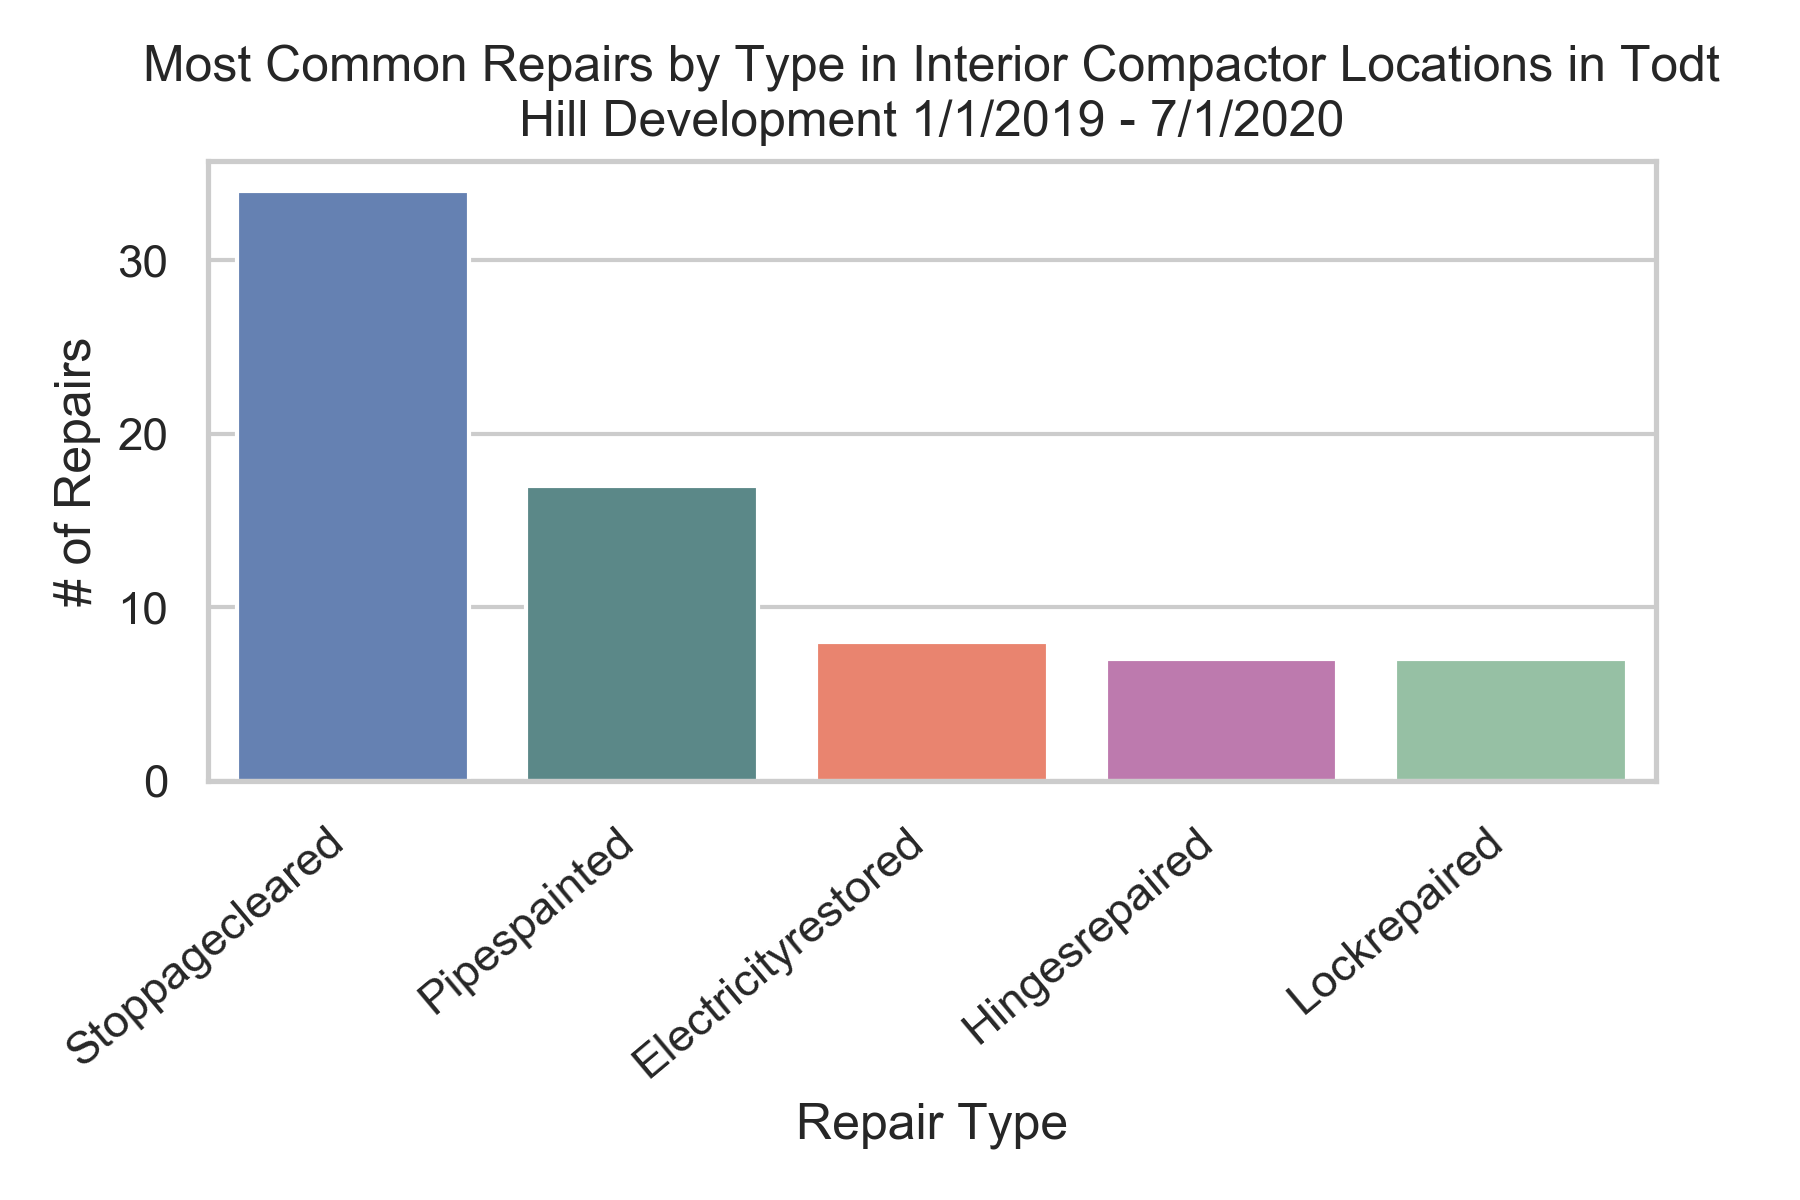 Most Common Repairs by Type in Interior Compactor Locations in Todt
Hill Development 1/1/2019 - 7/1/2020
# of Repairs
30
20
10
0
Stoppagecleared
Pipespainted
Electricityrestored
Hingesrepaired
Lockrepaired
Repair Type